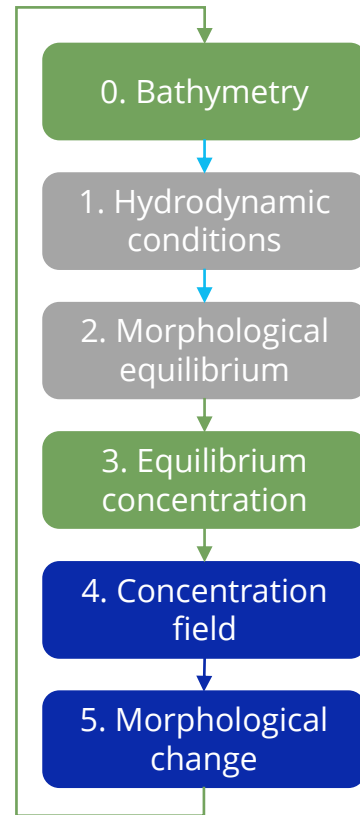 0. Bathymetry
1. Hydrodynamic
conditions
2. Morphological
equilibrium
3. Equilibrium
concentration
4. Concentration
field
5. Morphological
change